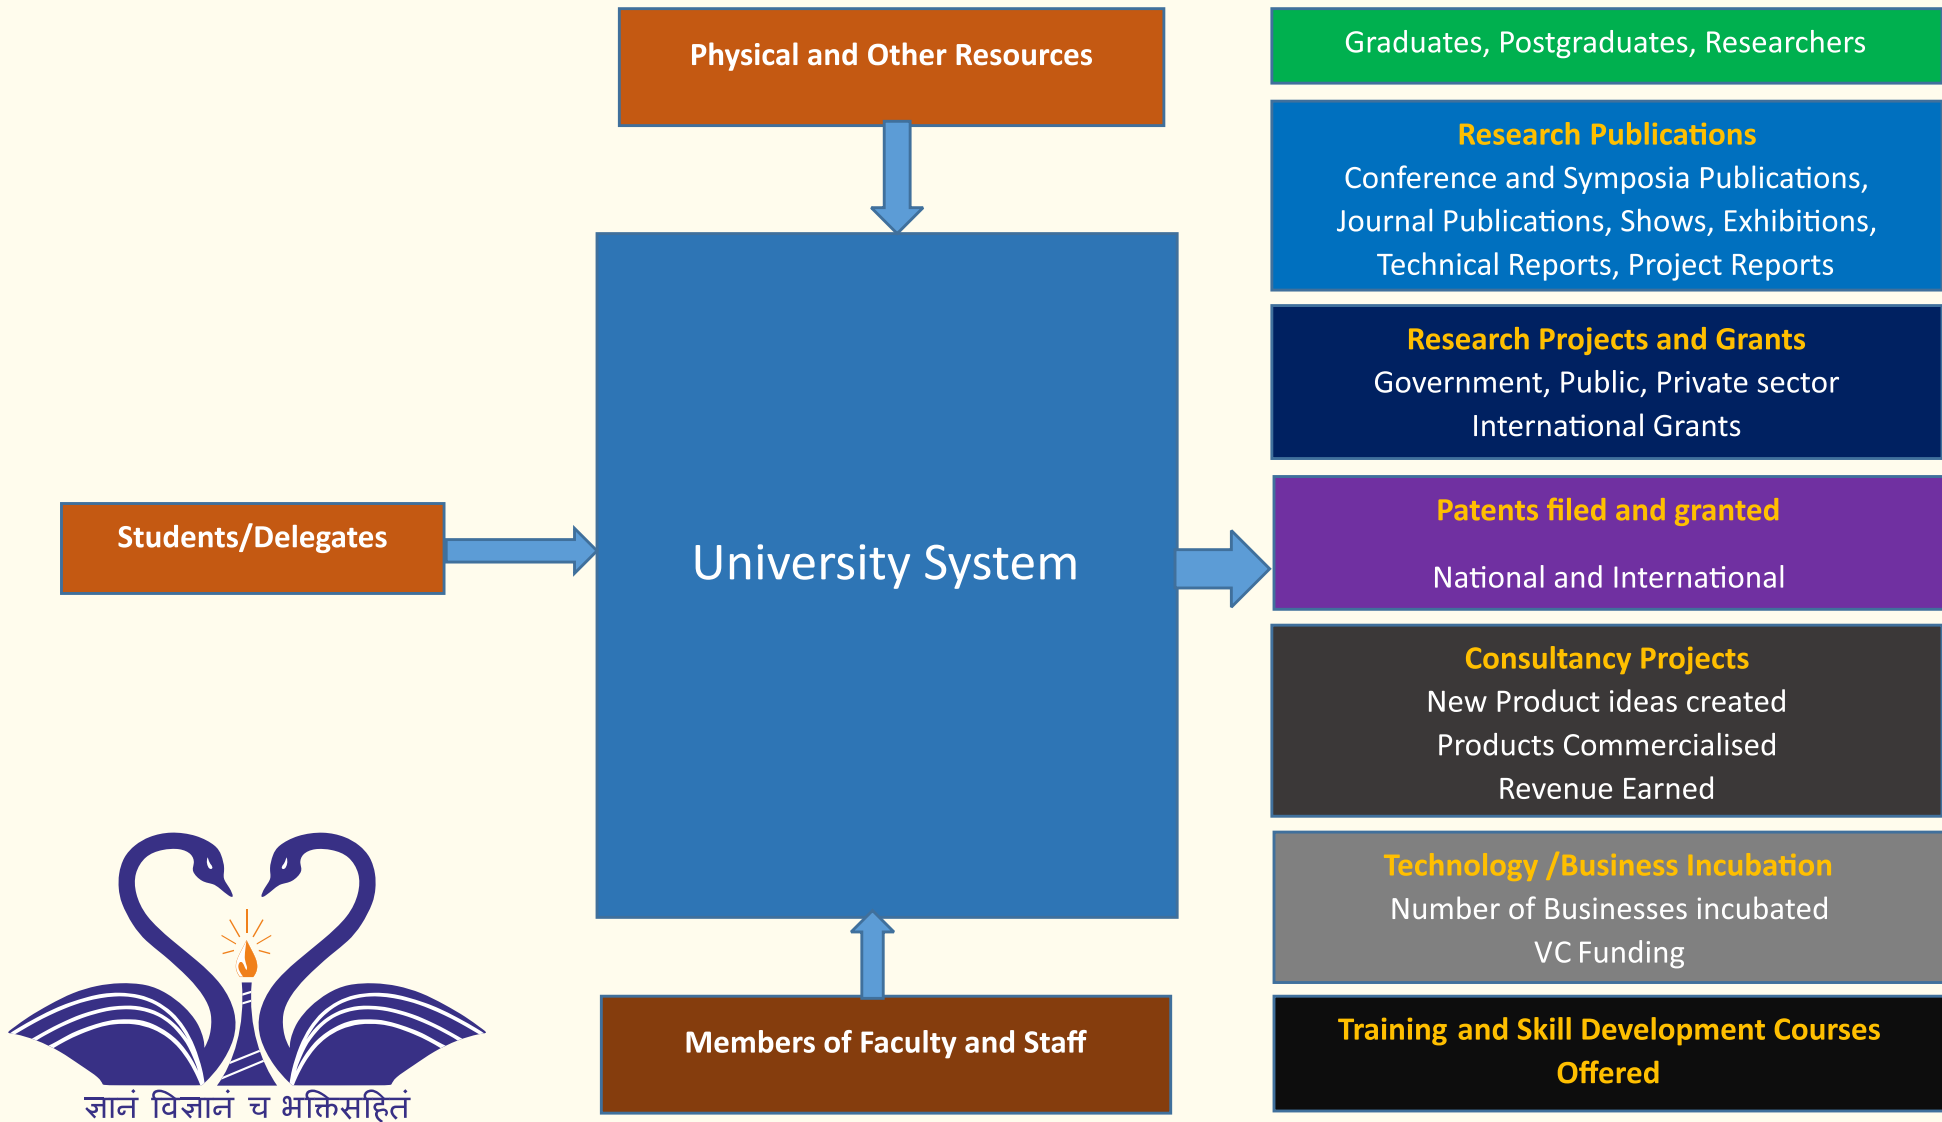 Physical and Other Resources
Students/Delegates
University System
Members of Faculty and Staff
Graduates, Postgraduates, Researchers
Research Publications
Conference and Symposia Publications,
Journal Publications, Shows, Exhibitions,
Technical Reports, Project Reports
Research Projects and Grants
Government, Public, Private sector
International Grants
Patents filed and granted
National and International
Consultancy Projects
New Product ideas created
Products Commercialised
Revenue Earned
Technology /Business Incubation
Number of Businesses incubated
VC Funding
Training and Skill Development Courses
Offered
ज्ञानं विज्ञानं च भक्तिसहितं